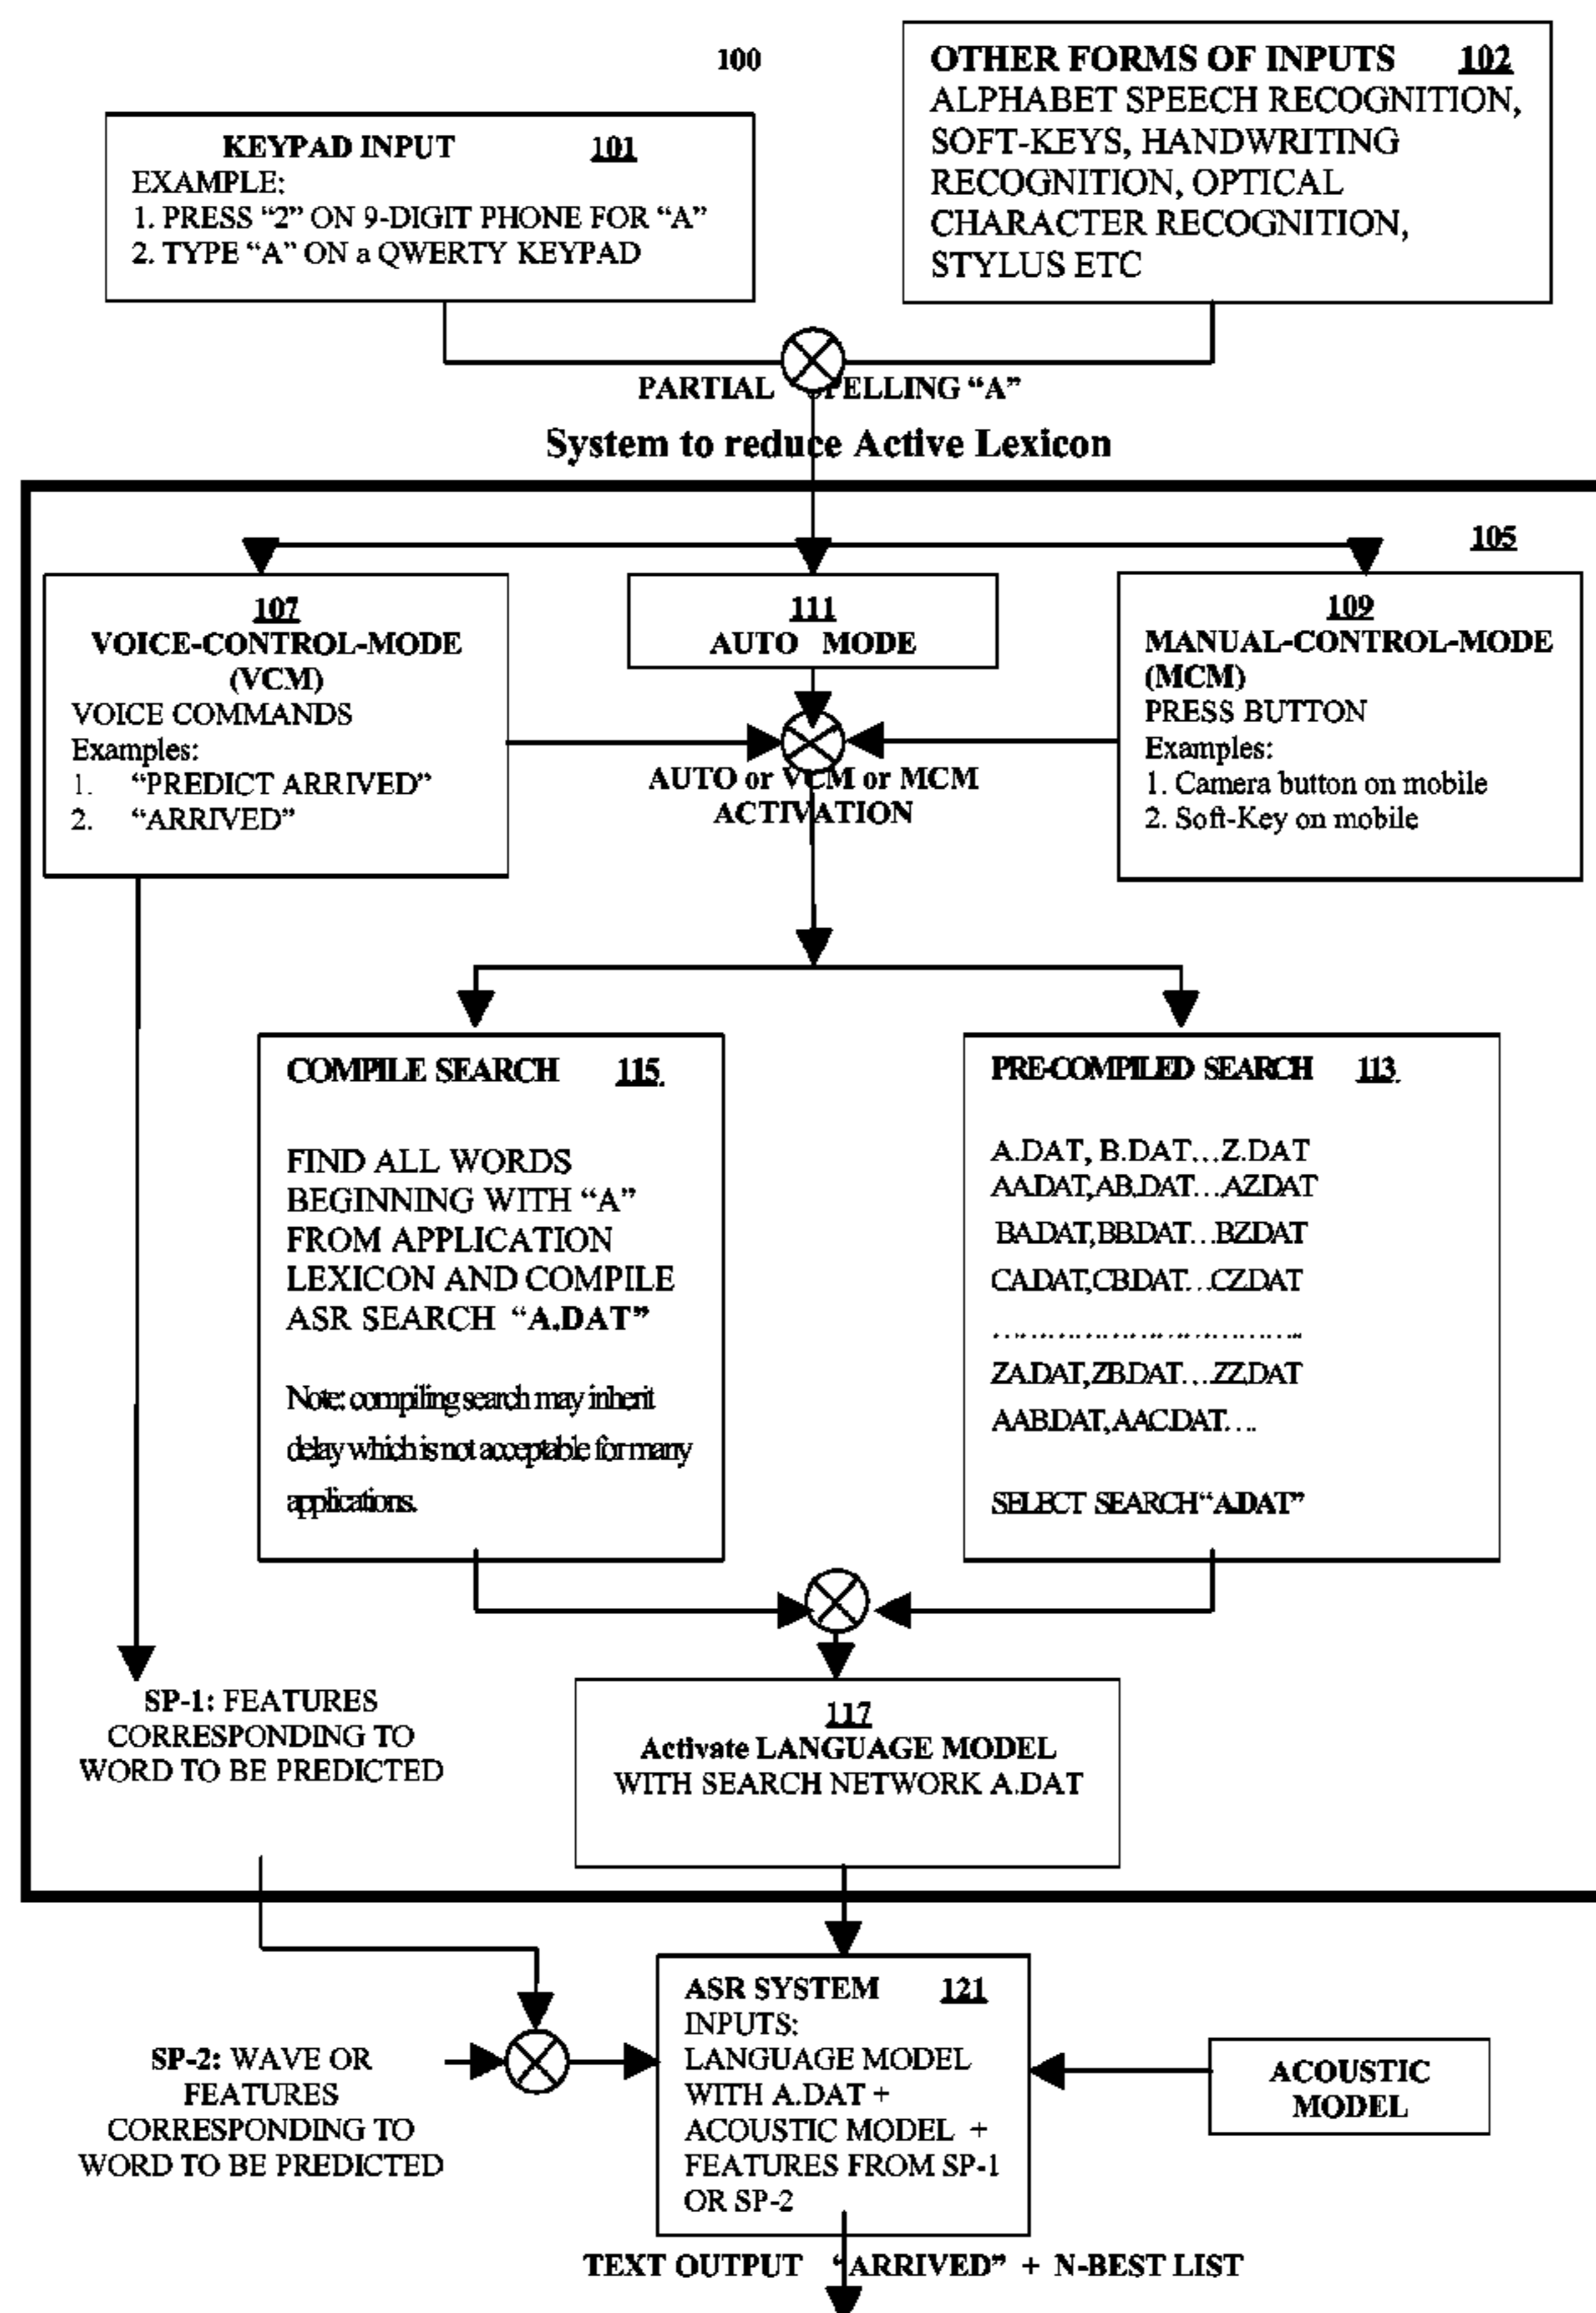 100
KEYPAD INPUT 101
EXAMPLE:
1. PRESS “2” ON 9-DIGIT PHONE FOR “A”
2. TYPE “A” ON a QWERTY KEYPAD
OTHER FORMS OF INPUTS 102
ALPHABET SPEECH RECOGNITION,
SOFT-KEYS, HANDWRITING
RECOGNITION, OPTICAL
CHARACTER RECOGNITION,
STYLUS ETC
PARTIAL SPELLING “A”
System to reduce Active Lexicon
105
107
VOICE-CONTROL-MODE
(VCM)
VOICE COMMANDS
Examples:
1. “PREDICT ARRIVED”
2. “ARRIVED”
111
AUTO MODE
109
MANUAL-CONTROL-MODE
(MCM)
PRESS BUTTON
Examples:
1. Camera button on mobile
2. Soft-Key on mobile
AUTO or VCM or MCM
ACTIVATION
COMPILE SEARCH 115
FIND ALL WORDS
BEGINNING WITH “A”
FROM APPLICATION
LEXICON AND COMPILE
ASR SEARCH “A.DAT”
Note: compiling search may inherit
delay which is not acceptable for many
applications.
PRE-COMPILED SEARCH 113
A.DAT, B.DAT…Z.DAT
AA.DAT,AB.DAT…AZ.DAT
BA.DAT,BB.DAT…BZ.DAT
CA.DAT,CB.DAT…CZ.DAT
………………………………
ZA.DAT,ZB.DAT…ZZ.DAT
AAB.DAT,AAC.DAT….
SELECT SEARCH “A.DAT”
SP-1: FEATURES
CORRESPONDING TO
WORD TO BE PREDICTED
117
Activate LANGUAGE MODEL
WITH SEARCH NETWORK A.DAT
SP-2: WAVE OR
FEATURES
CORRESPONDING TO
WORD TO BE PREDICTED
ASR SYSTEM 121
INPUTS:
LANGUAGE MODEL
WITH A.DAT +
ACOUSTIC MODEL +
FEATURES FROM SP-1
OR SP-2
ACOUSTIC
MODEL
TEXT OUTPUT “ARRIVED” + N-BEST LIST